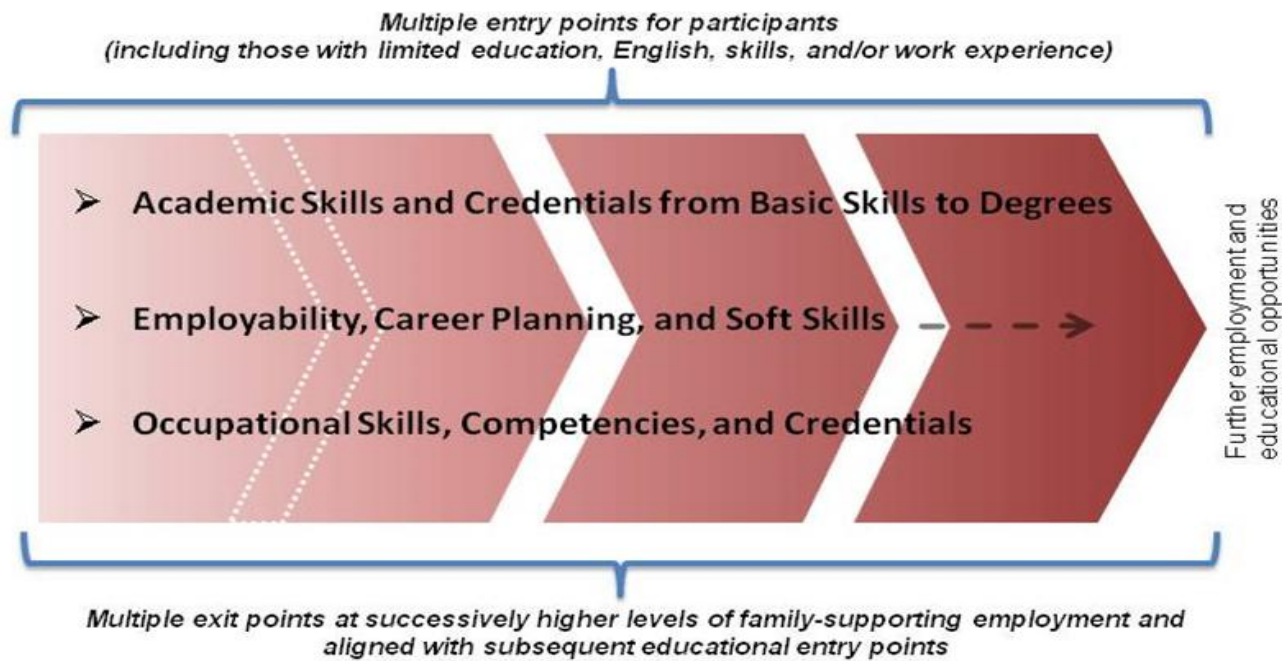 Multiple entry points for participants
(including those with limited education, English, skills, and/or work experience)
Academic Skills and Credentials from Basic Skills to Degrees
Employability, Career Planning, and Soft Skills
Occupational Skills, Competencies, and Credentials
Further employment and
educational opportunities
Multiple exit points at successively higher levels of family-supporting employment and
aligned with subsequent educational entry points